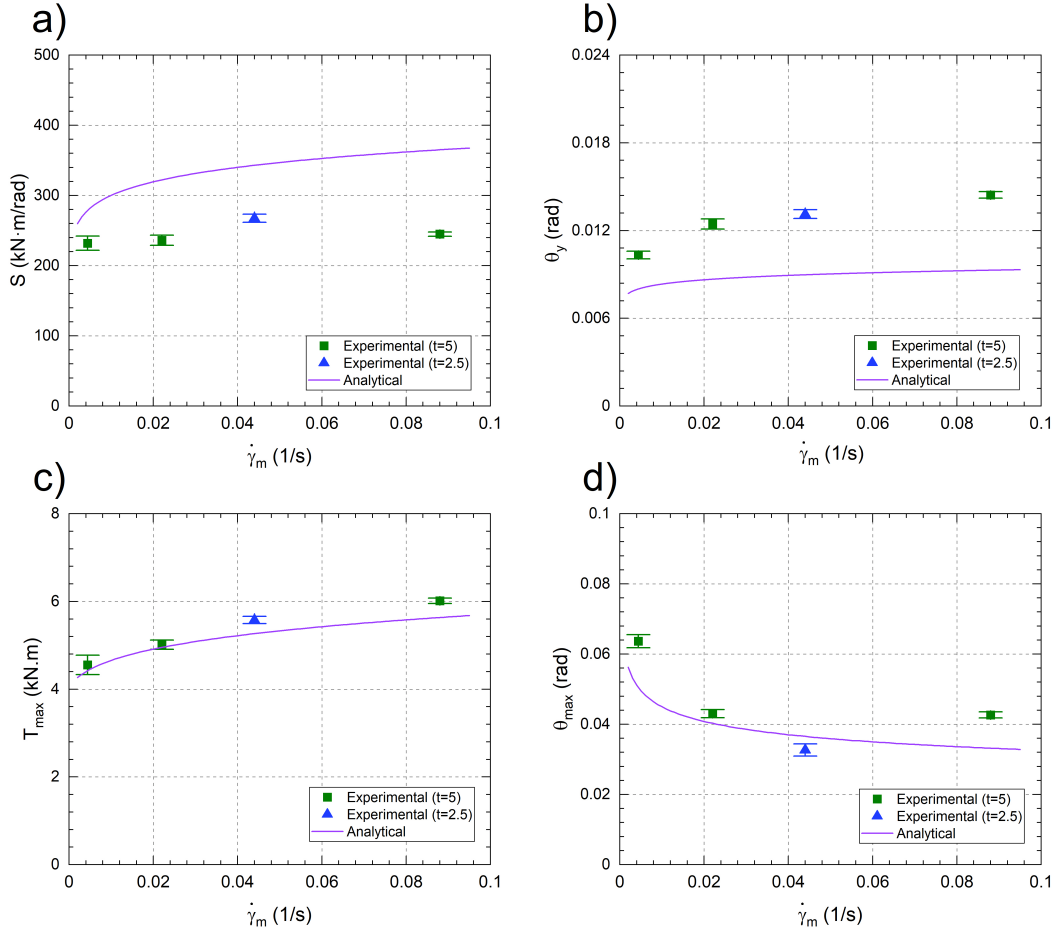 a)
500
400
300
200
100
0
S (kN·m/rad)
Experimental (t=5)
Experimental (t=2.5)
Analytical
0 0.02 0.04 0.06 0.08 0.1
γ̇m (1/s)
b)
0.024
0.018
0.012
0.006
0
θy (rad)
Experimental (t=5)
Experimental (t=2.5)
Analytical
0 0.02 0.04 0.06 0.08 0.1
γ̇m (1/s)
c)
8
6
4
2
0
Tmax (kN.m)
Experimental (t=5)
Experimental (t=2.5)
Analytical
0 0.02 0.04 0.06 0.08 0.1
γ̇m (1/s)
d)
0.1
0.08
0.06
0.04
0.02
0
θmax (rad)
Experimental (t=5)
Experimental (t=2.5)
Analytical
0 0.02 0.04 0.06 0.08 0.1
γ̇m (1/s)